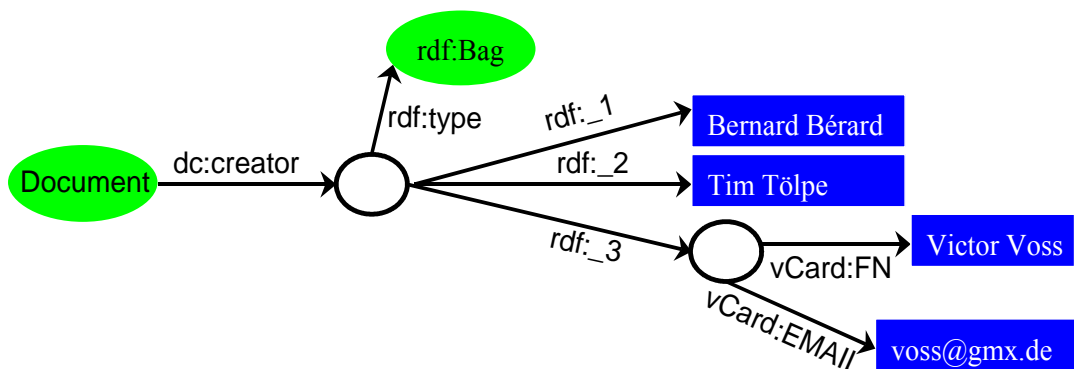 rdf:Bag
rdf:type
rdf:_1
Bernard Bérard
dc:creator
rdf:_2
Document
Tim Tölpe
rdf:_3
Victor Voss
vCard:FN
vCard:EMAIl
voss@gmx.de